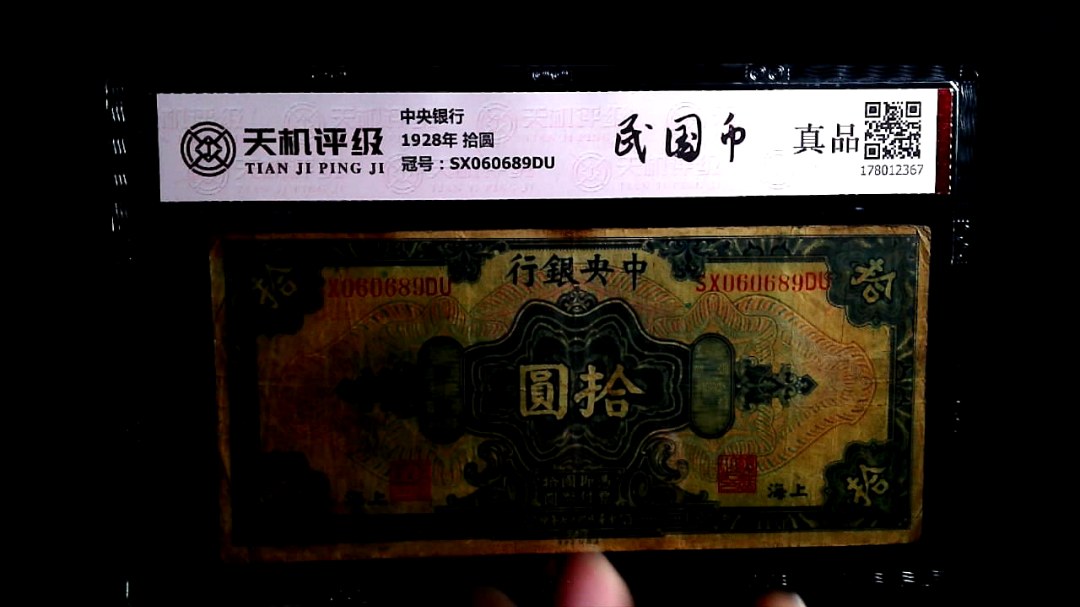 天机评级
TIAN JI PING JI
中央银行
1928年 拾圆
冠号：SX060689DU
民国币
真品
178012367
行銀央中
拾
SX060689DU
SX060689DU
拾
圓拾
海上
拾